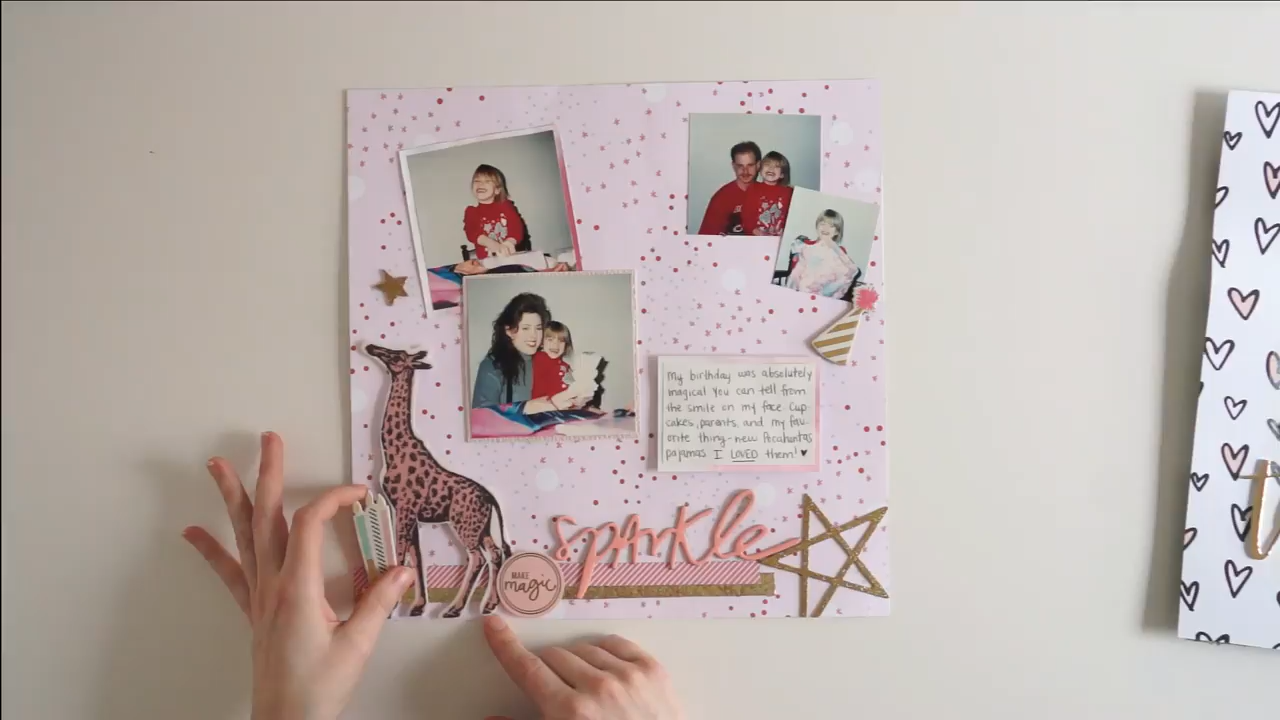 My birthday was absolutely
magical You can tell from
the smile on my face Cup-
cakes, parents, and my fav-
orite thing-new Pocahontas
pajamas I LOVED them! ♥
sparkle
MAKE
magic